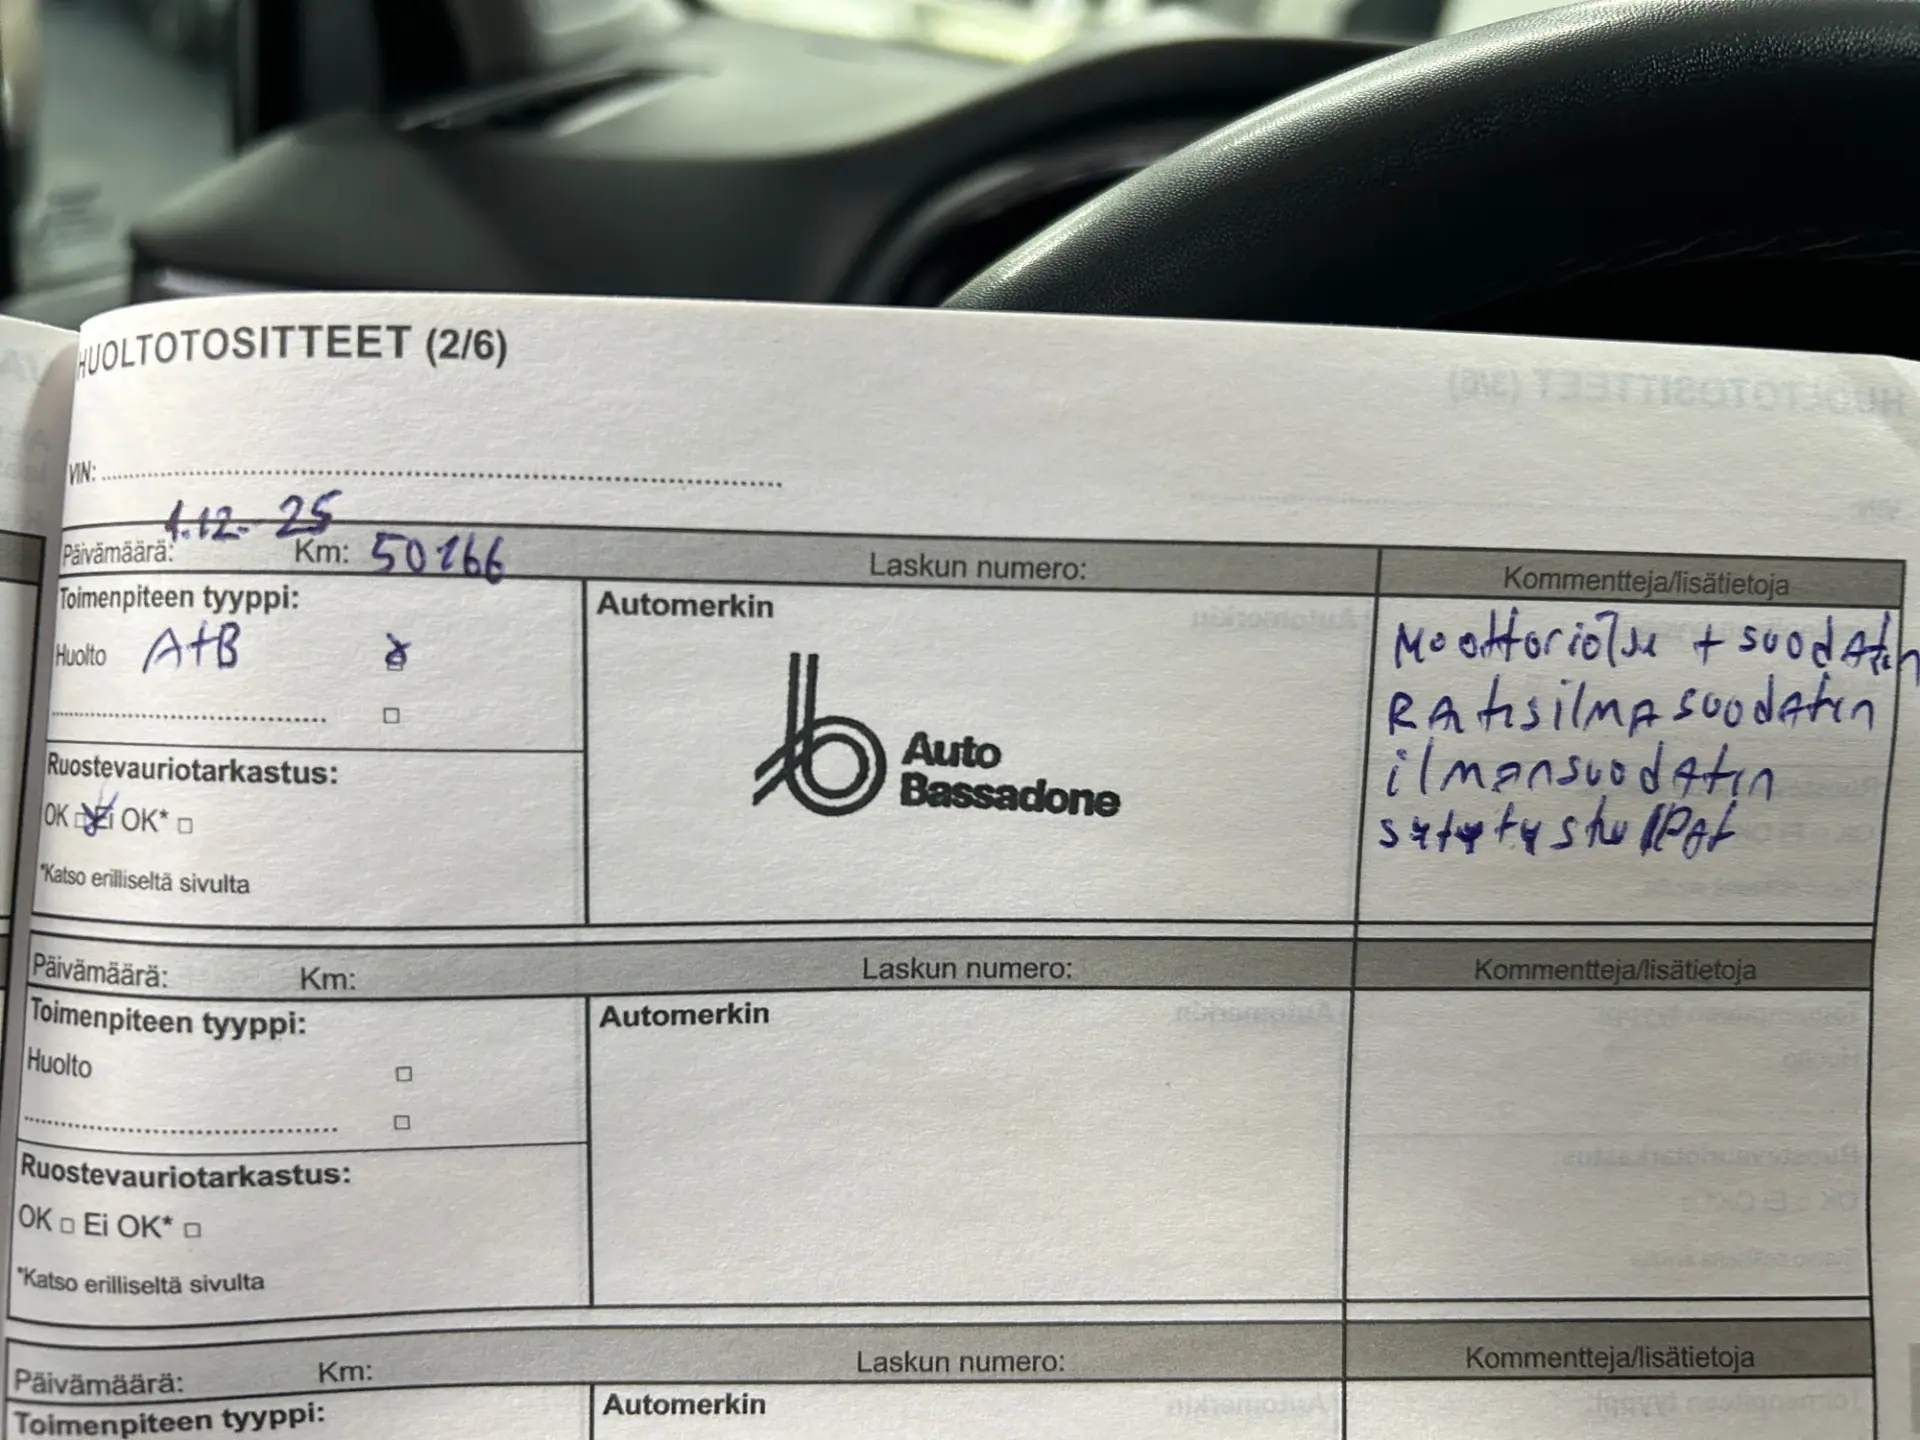 HUOLTOTOSITTEET (2/6)
VIN:
1.12. 25
Päivämäärä: Km: 50166 Laskun numero: Kommentteja/lisätietoja
Toimenpiteen tyyppi:
Huolto A+B
Automerkin
Auto
Bassadone
Moottoriöljy + suodatin
Raitisilmasuodatin
ilmansuodatin
sytytystulpat
Ruostevauriotarkastus:
OK □ Ei OK* □
*Katso erilliseltä sivulta
Päivämäärä: Km: Laskun numero: Kommentteja/lisätietoja
Toimenpiteen tyyppi:
Huolto □
□
Automerkin
Ruostevauriotarkastus:
OK □ Ei OK* □
*Katso erilliseltä sivulta
Päivämäärä: Km: Laskun numero: Kommentteja/lisätietoja
Toimenpiteen tyyppi:
Automerkin